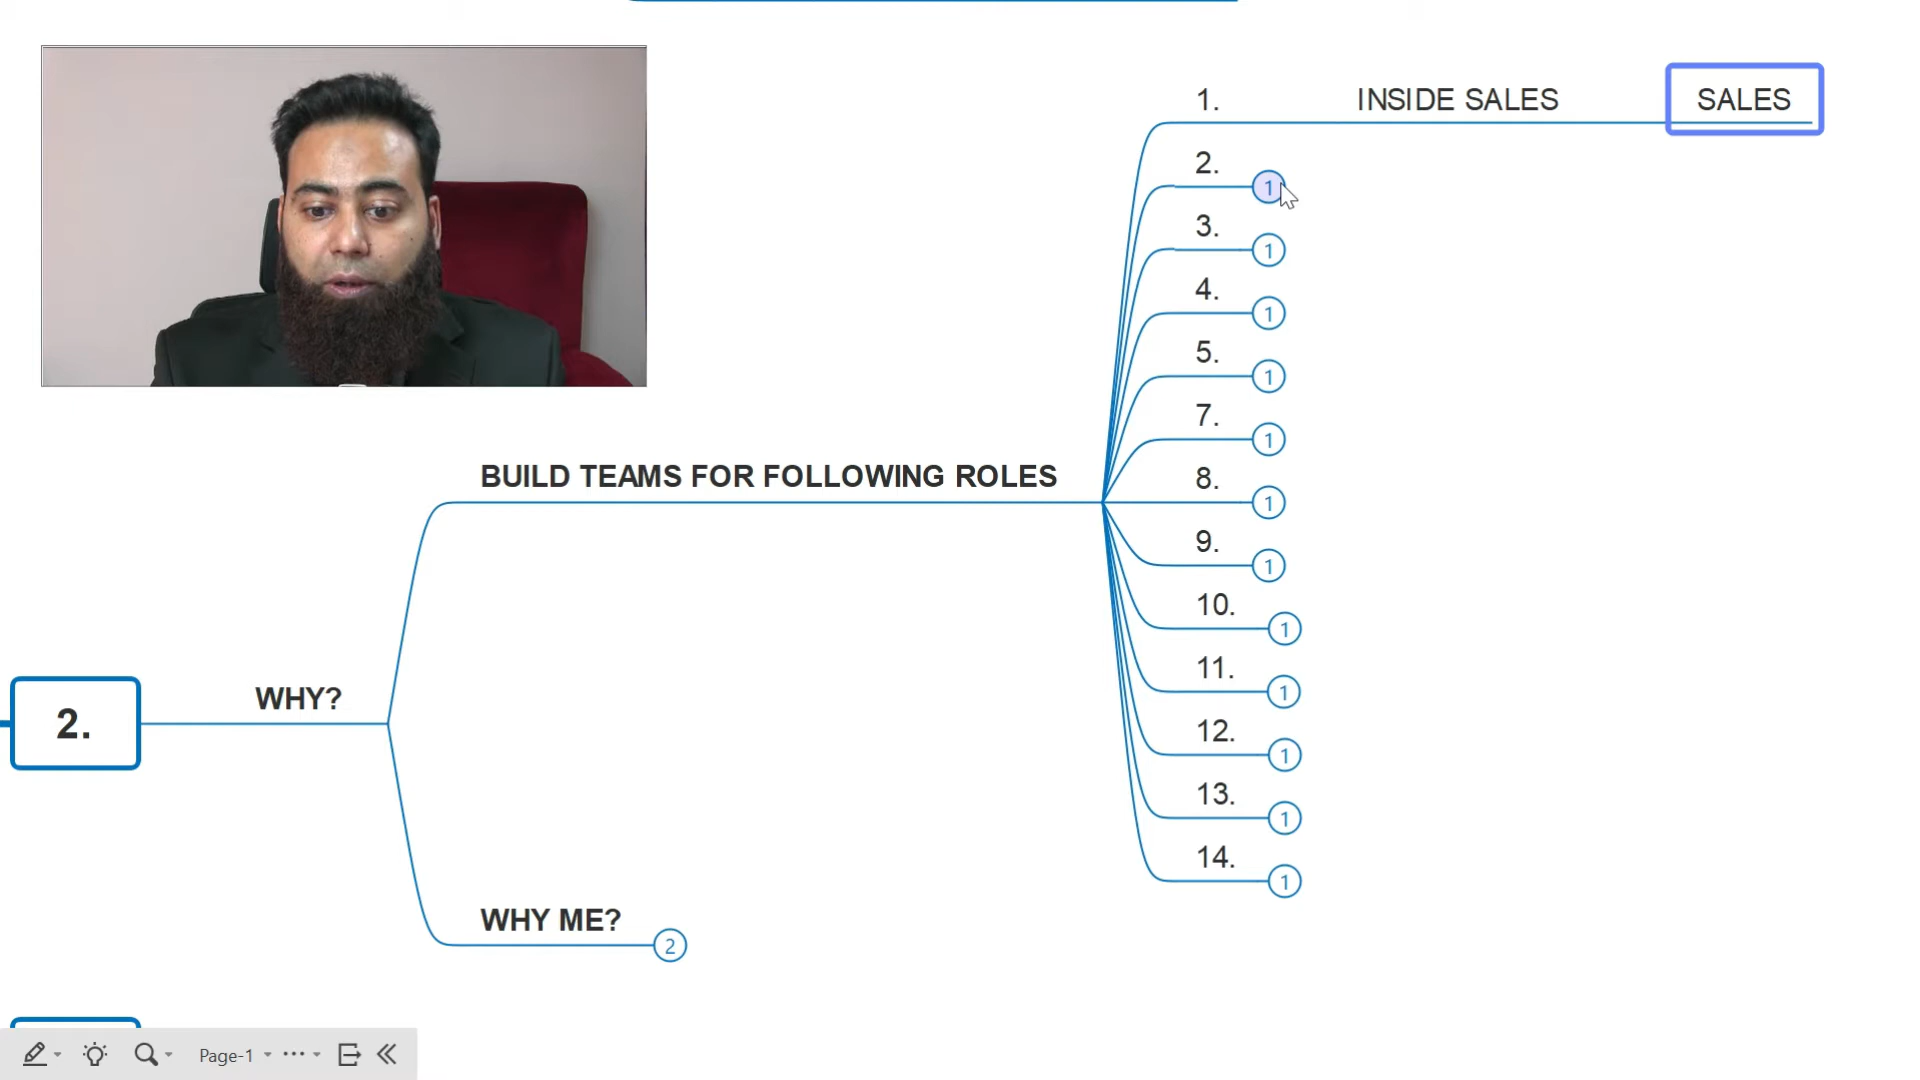 1. INSIDE SALES SALES
2. 1
3. 1
4. 1
5. 1
7. 1
BUILD TEAMS FOR FOLLOWING ROLES
8. 1
9. 1
10. 1
11. 1
2. WHY?
12. 1
13. 1
14. 1
WHY ME? 2
Page-1